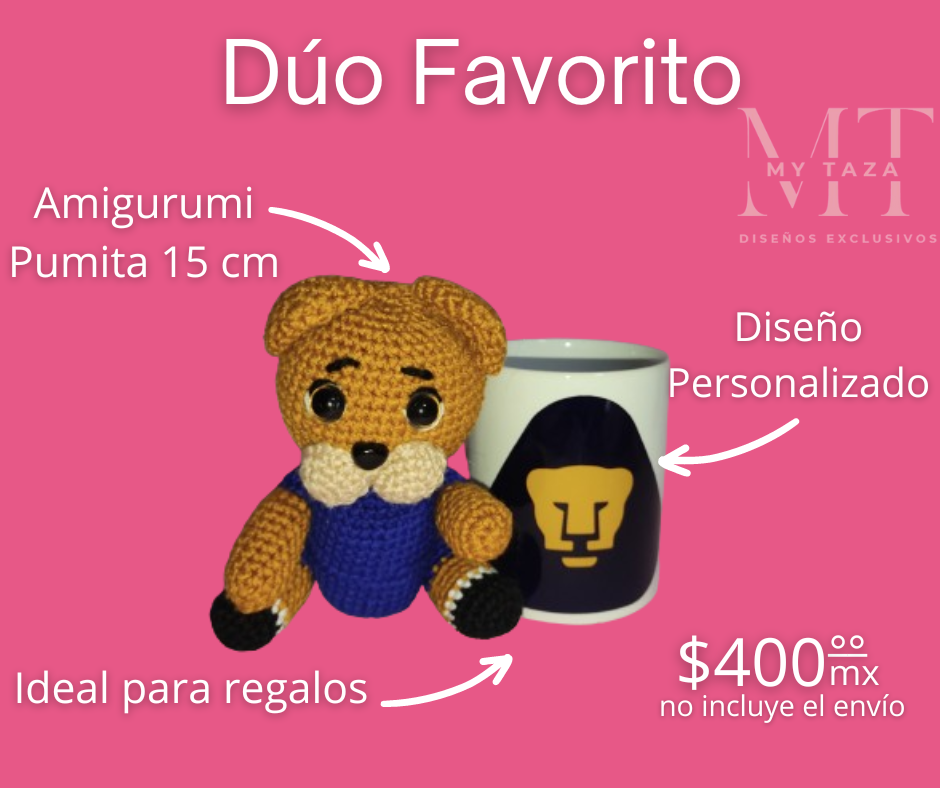 Dúo Favorito
MT
MY TAZA
DISEÑOS EXCLUSIVOS
Amigurumi
Pumita 15 cm
Diseño
Personalizado
Ideal para regalos
$400°° mx
no incluye el envío